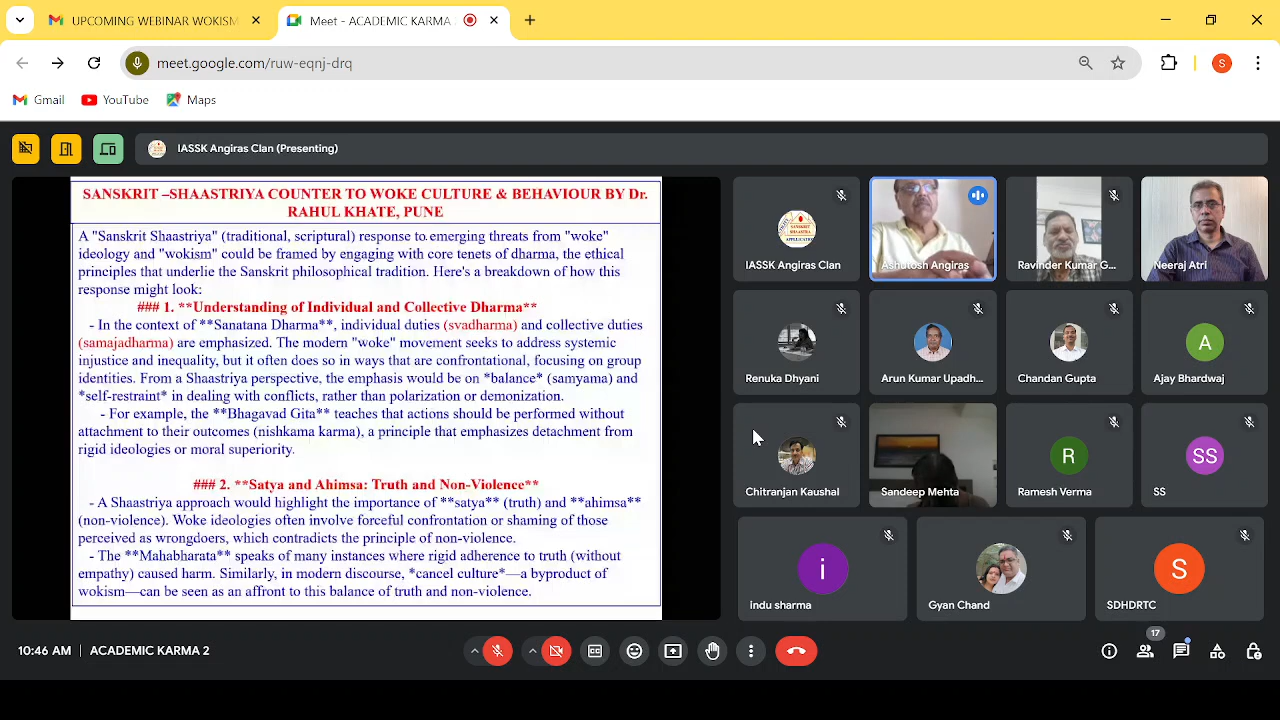 UPCOMING WEBINAR WOKISM
Meet - ACADEMIC KARMA
meet.google.com/ruw-eqnj-drq
S
Gmail
YouTube
Maps
IASSK Angiras Clan (Presenting)
SANSKRIT –SHAASTRIYA COUNTER TO WOKE CULTURE & BEHAVIOUR BY Dr.
RAHUL KHATE, PUNE
A "Sanskrit Shaastriya" (traditional, scriptural) response to emerging threats from "woke"
ideology and "wokism" could be framed by engaging with core tenets of dharma, the ethical
principles that underlie the Sanskrit philosophical tradition. Here's a breakdown of how this
response might look:
### 1. **Understanding of Individual and Collective Dharma**
- In the context of **Sanatana Dharma**, individual duties (svadharma) and collective duties
(samajadharma) are emphasized. The modern "woke" movement seeks to address systemic
injustice and inequality, but it often does so in ways that are confrontational, focusing on group
identities. From a Shaastriya perspective, the emphasis would be on *balance* (samyama) and
*self-restraint* in dealing with conflicts, rather than polarization or demonization.
- For example, the **Bhagavad Gita** teaches that actions should be performed without
attachment to their outcomes (nishkama karma), a principle that emphasizes detachment from
rigid ideologies or moral superiority.
### 2. **Satya and Ahimsa: Truth and Non-Violence**
- A Shaastriya approach would highlight the importance of **satya** (truth) and **ahimsa**
(non-violence). Woke ideologies often involve forceful confrontation or shaming of those
perceived as wrongdoers, which contradicts the principle of non-violence.
- The **Mahabharata** speaks of many instances where rigid adherence to truth (without
empathy) caused harm. Similarly, in modern discourse, *cancel culture*—a byproduct of
wokism—can be seen as an affront to this balance of truth and non-violence.
IASSK Angiras Clan
Ashutosh Angiras
Ravinder Kumar G...
Neeraj Atri
Renuka Dhyani
Arun Kumar Upadh...
Chandan Gupta
A
Ajay Bhardwaj
Chitranjan Kaushal
Sandeep Mehta
R
Ramesh Verma
SS
SS
i
Indu sharma
Gyan Chand
S
SDHDRTC
10:46 AM
ACADEMIC KARMA 2
17